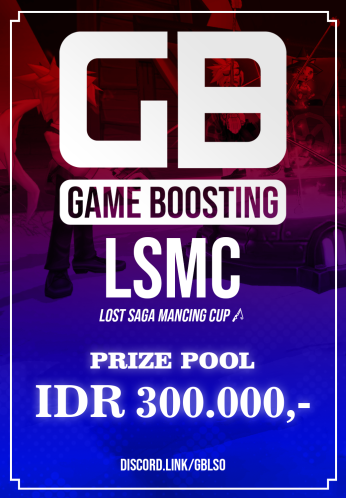 GB
GAME BOOSTING
LSMC
LOST SAGA MANCING CUP
PRIZE POOL
IDR 300.000,-
DISCORD.LINK/GBLSO